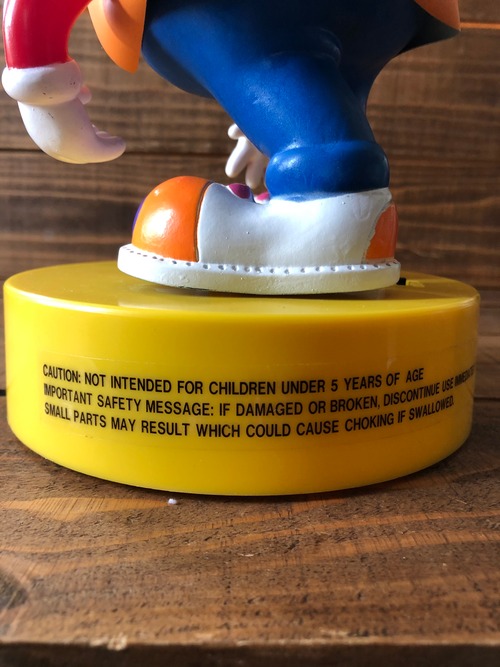 CAUTION: NOT INTENDED FOR CHILDREN UNDER 5 YEARS OF AGE
IMPORTANT SAFETY MESSAGE: IF DAMAGED OR BROKEN, DISCONTINUE USE
SMALL PARTS MAY RESULT WHICH COULD CAUSE CHOKING IF SWALLOWED.